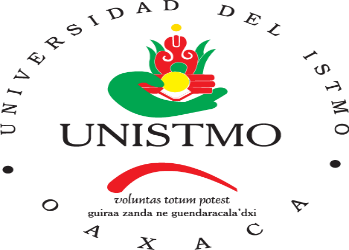 UNIVERSIDAD DEL ISTMO
UNISTMO
voluntas totum potest
guiraa zanda ne guendaracala'dxi
OAXACA